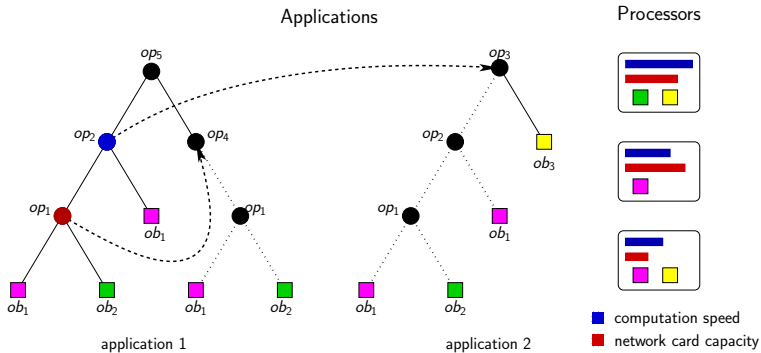 Applications
Processors
op5
op3
op2
op4
op2
ob3
op1
op1
op1
ob1
ob1
ob1
ob2
ob1
ob2
ob1
ob2
application 1
application 2
computation speed
network card capacity